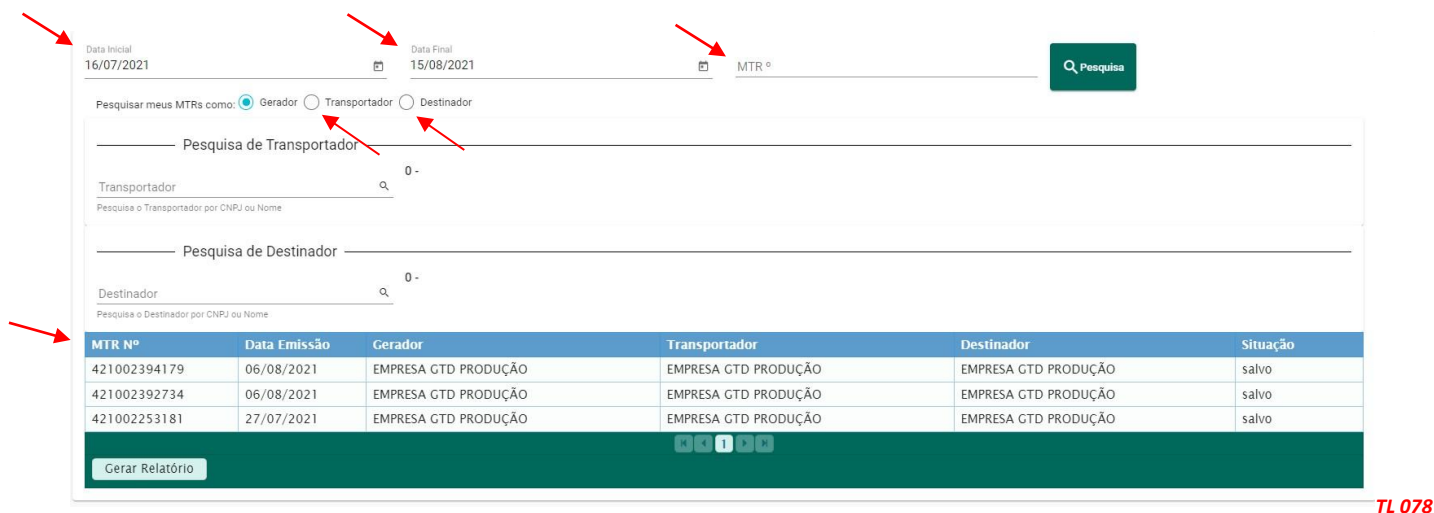 Data Inicial Data Final
16/07/2021 15/08/2021 MTR º Pesquisa
Pesquisar meus MTRs como: Gerador Transportador Destinador
Pesquisa de Transportador
0 -
Transportador
Pesquisa o Transportador por CNPJ ou Nome
Pesquisa de Destinador
0 -
Destinador
Pesquisa o Destinador por CNPJ ou Nome
MTR Nº Data Emissão Gerador Transportador Destinador Situação
421002394179 06/08/2021 EMPRESA GTD PRODUÇÃO EMPRESA GTD PRODUÇÃO EMPRESA GTD PRODUÇÃO salvo
421002392734 06/08/2021 EMPRESA GTD PRODUÇÃO EMPRESA GTD PRODUÇÃO EMPRESA GTD PRODUÇÃO salvo
421002253181 27/07/2021 EMPRESA GTD PRODUÇÃO EMPRESA GTD PRODUÇÃO EMPRESA GTD PRODUÇÃO salvo
1
Gerar Relatório
TL 078